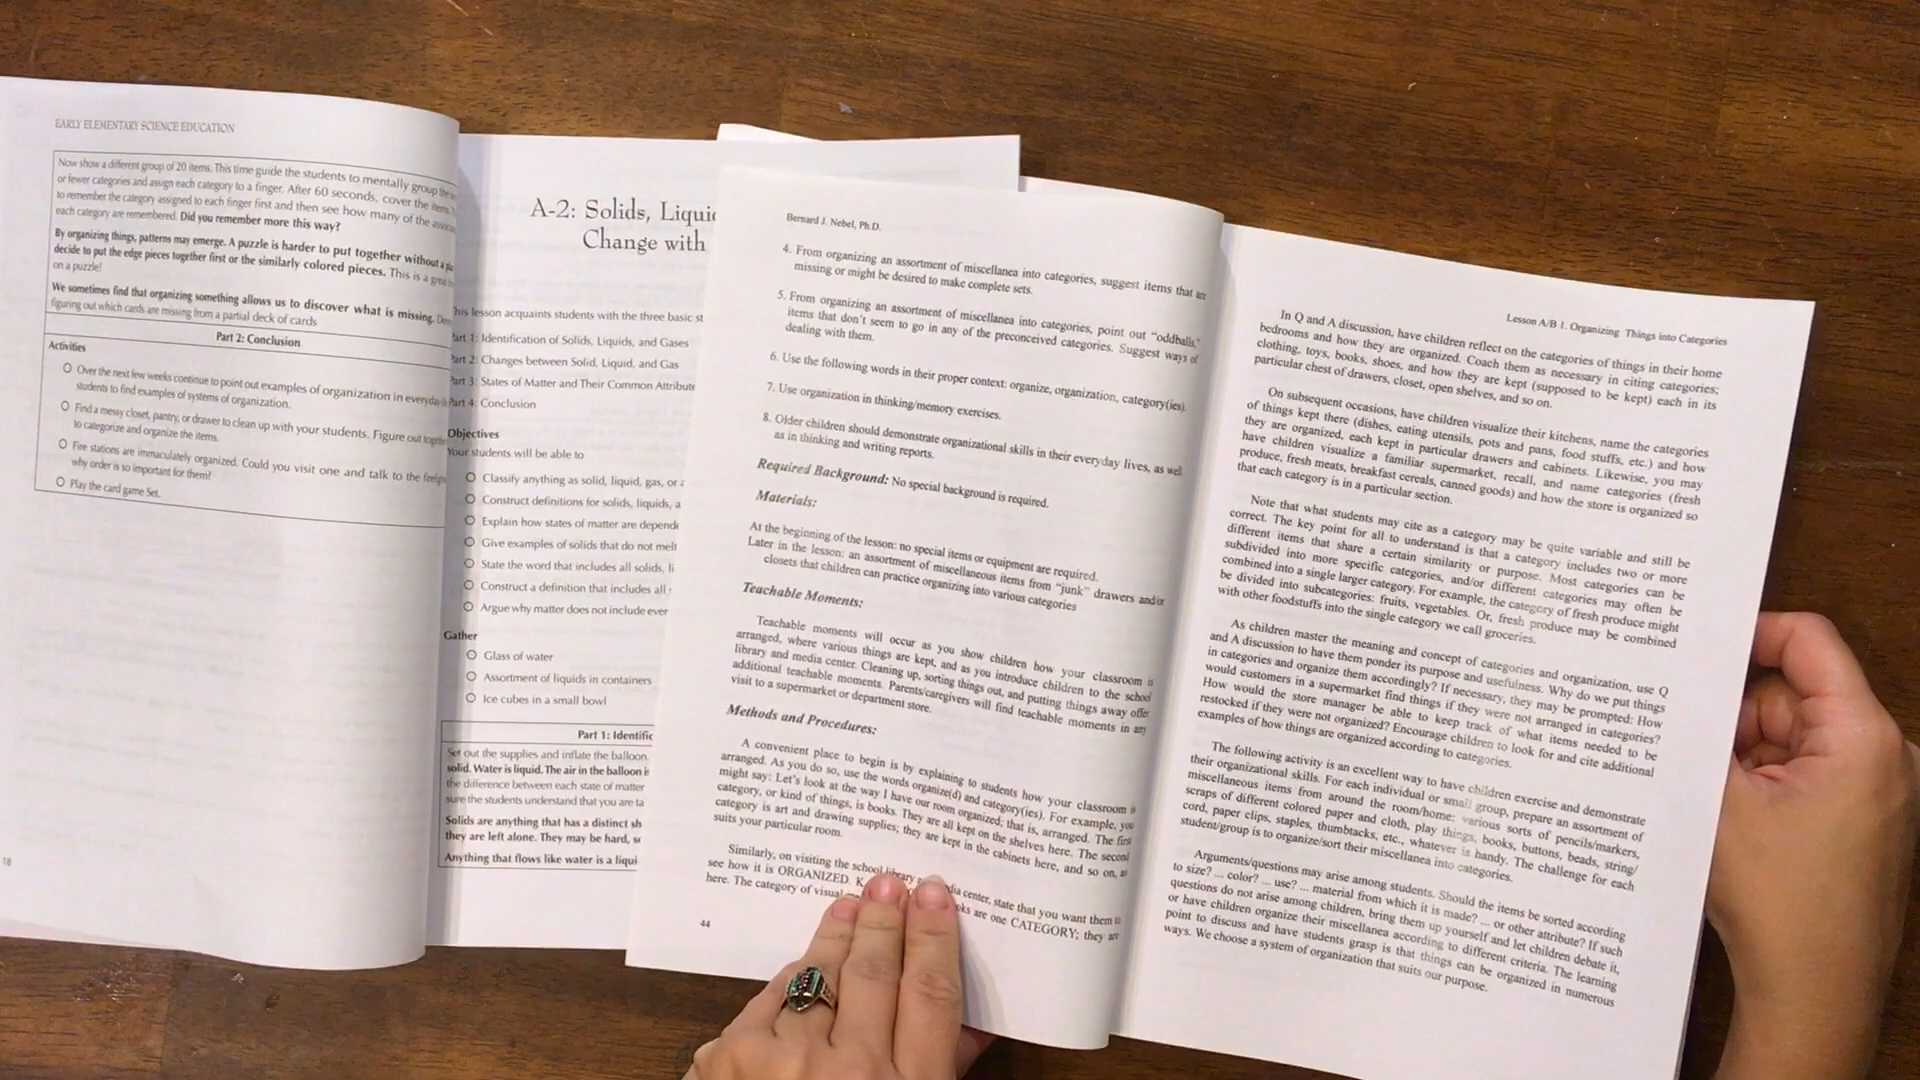 EARLY ELEMENTARY SCIENCE EDUCATION
Now show a different group of 20 items. This time guide the students to mentally group the
or fewer categories and assign each category to a finger. After 60 seconds, cover the items.
to remember the category assigned to each finger first and then see how many of the
each category are remembered. Did you remember more this way?
By organizing things, patterns may emerge. A puzzle is harder to put together without a
decide to put the edge pieces together first or the similarly colored pieces. This is a
on a puzzle!
We sometimes find that organizing something allows us to discover what is missing.
figuring out which cards are missing from a partial deck of cards
Part 2: Conclusion
Activities
O Over the next few weeks continue to point out examples of organization in everyday
students to find examples of systems of organization.
O Find a messy closet, pantry, or drawer to clean up with your students. Figure out
to categorize and organize the items.
O Fire stations are immaculately organized. Could you visit one and talk to the
why order is so important for them?
O Play the card game Set.
18
A-2: Solids, Liquid
Change with
his lesson acquaints students with the three basic st
Part 1: Identification of Solids, Liquids, and Gases
Part 2: Changes between Solid, Liquid, and Gas
Part 3: States of Matter and Their Common Attribute
Part 4: Conclusion
Objectives
Your students will be able to
O Classify anything as solid, liquid, gas, or
O Construct definitions for solids, liquids, a
O Explain how states of matter are depend
O Give examples of solids that do not melt
O State the word that includes all solids, li
O Construct a definition that includes all
O Argue why matter does not include ever
Gather
O Glass of water
O Assortment of liquids in containers
O Ice cubes in a small bowl
Part 1: Identific
Set out the supplies and inflate the balloon.
solid. Water is liquid. The air in the balloon is
the difference between each state of matter
sure the students understand that you are ta
Solids are anything that has a distinct sh
they are left alone. They may be hard, so
Anything that flows like water is a liqui
Bernard J. Nebel, Ph.D.
4. From organizing an assortment of miscellanea into categories, suggest items that are
missing or might be desired to make complete sets.
5. From organizing an assortment of miscellanea into categories, point out "oddballs,"
items that don't seem to go in any of the preconceived categories. Suggest ways of
dealing with them.
6. Use the following words in their proper context: organize, organization, category(ies).
7. Use organization in thinking/memory exercises.
8. Older children should demonstrate organizational skills in their everyday lives, as well
as in thinking and writing reports.
Required Background: No special background is required.
Materials:
At the beginning of the lesson: no special items or equipment are required.
Later in the lesson: an assortment of miscellaneous items from "junk" drawers and/or
closets that children can practice organizing into various categories
Teachable Moments:
Teachable moments will occur as you show children how your classroom is
arranged, where various things are kept, and as you introduce children to the school
library and media center. Cleaning up, sorting things out, and putting things away offer
additional teachable moments. Parents/caregivers will find teachable moments in any
visit to a supermarket or department store.
Methods and Procedures:
A convenient place to begin is by explaining to students how your classroom is
arranged. As you do so, use the words organize(d) and category(ies). For example, you
might say: Let's look at the way I have our room organized; that is, arranged. The first
category, or kind of things, is books. They are all kept on the shelves here. The second
category is art and drawing supplies; they are kept in the cabinets here, and so on, as
suits your particular room.
Similarly, on visiting the school library dia center, state that you want them to
see how it is ORGANIZED. K oks are one CATEGORY; they are
here. The category of visual
44
Lesson A/B 1. Organizing Things into Categories
In Q and A discussion, have children reflect on the categories of things in their home
bedrooms and how they are organized. Coach them as necessary in citing categories;
clothing, toys, books, shoes, and how they are kept (supposed to be kept) each in its
particular chest of drawers, closet, open shelves, and so on.
On subsequent occasions, have children visualize their kitchens, name the categories
of things kept there (dishes, eating utensils, pots and pans, food stuffs, etc.) and how
they are organized, each kept in particular drawers and cabinets. Likewise, you may
have children visualize a familiar supermarket, recall, and name categories (fresh
produce, fresh meats, breakfast cereals, canned goods) and how the store is organized so
that each category is in a particular section.
Note that what students may cite as a category may be quite variable and still be
correct. The key point for all to understand is that a category includes two or more
different items that share a certain similarity or purpose. Most categories can be
subdivided into more specific categories, and/or different categories may often be
combined into a single larger category. For example, the category of fresh produce might
be divided into subcategories: fruits, vegetables. Or, fresh produce may be combined
with other foodstuffs into the single category we call groceries.
As children master the meaning and concept of categories and organization, use Q
and A discussion to have them ponder its purpose and usefulness. Why do we put things
in categories and organize them accordingly? If necessary, they may be prompted: How
would customers in a supermarket find things if they were not arranged in categories?
How would the store manager be able to keep track of what items needed to be
restocked if they were not organized? Encourage children to look for and cite additional
examples of how things are organized according to categories.
The following activity is an excellent way to have children exercise and demonstrate
their organizational skills. For each individual or small group, prepare an assortment of
miscellaneous items from around the room/home: various sorts of pencils/markers,
scraps of different colored paper and cloth, play things, books, buttons, beads, string/
cord, paper clips, staples, thumbtacks, etc., whatever is handy. The challenge for each
student/group is to organize/sort their miscellanea into categories.
Arguments/questions may arise among students. Should the items be sorted according
to size? ... color? ... use? ... material from which it is made? ... or other attribute? If such
questions do not arise among children, bring them up yourself and let children debate it,
or have children organize their miscellanea according to different criteria. The learning
point to discuss and have students grasp is that things can be organized in numerous
ways. We choose a system of organization that suits our purpose.